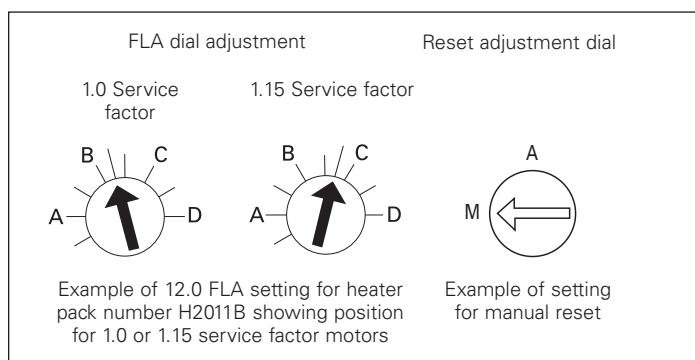 FLA dial adjustment
Reset adjustment dial
1.0 Service
factor
1.15 Service factor
B C
A D
B C
A D
A
M
Example of 12.0 FLA setting for heater
pack number H2011B showing position
for 1.0 or 1.15 service factor motors
Example of setting
for manual reset